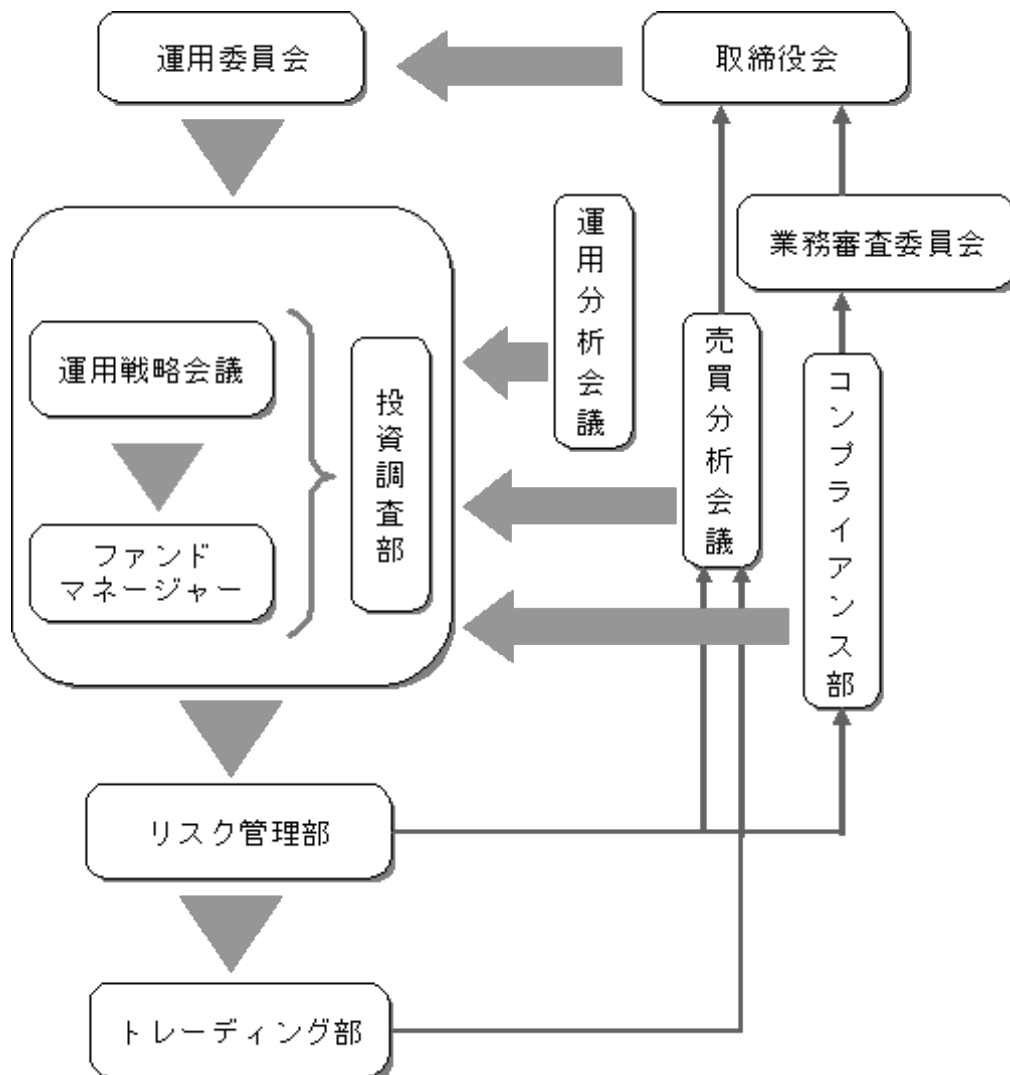 運用委員会
取締役会
運用分析会議
業務審査委員会
売買分析会議
運用戦略会議
投資調査部
コンプライアンス部
ファンド
マネージャー
リスク管理部
トレーディング部